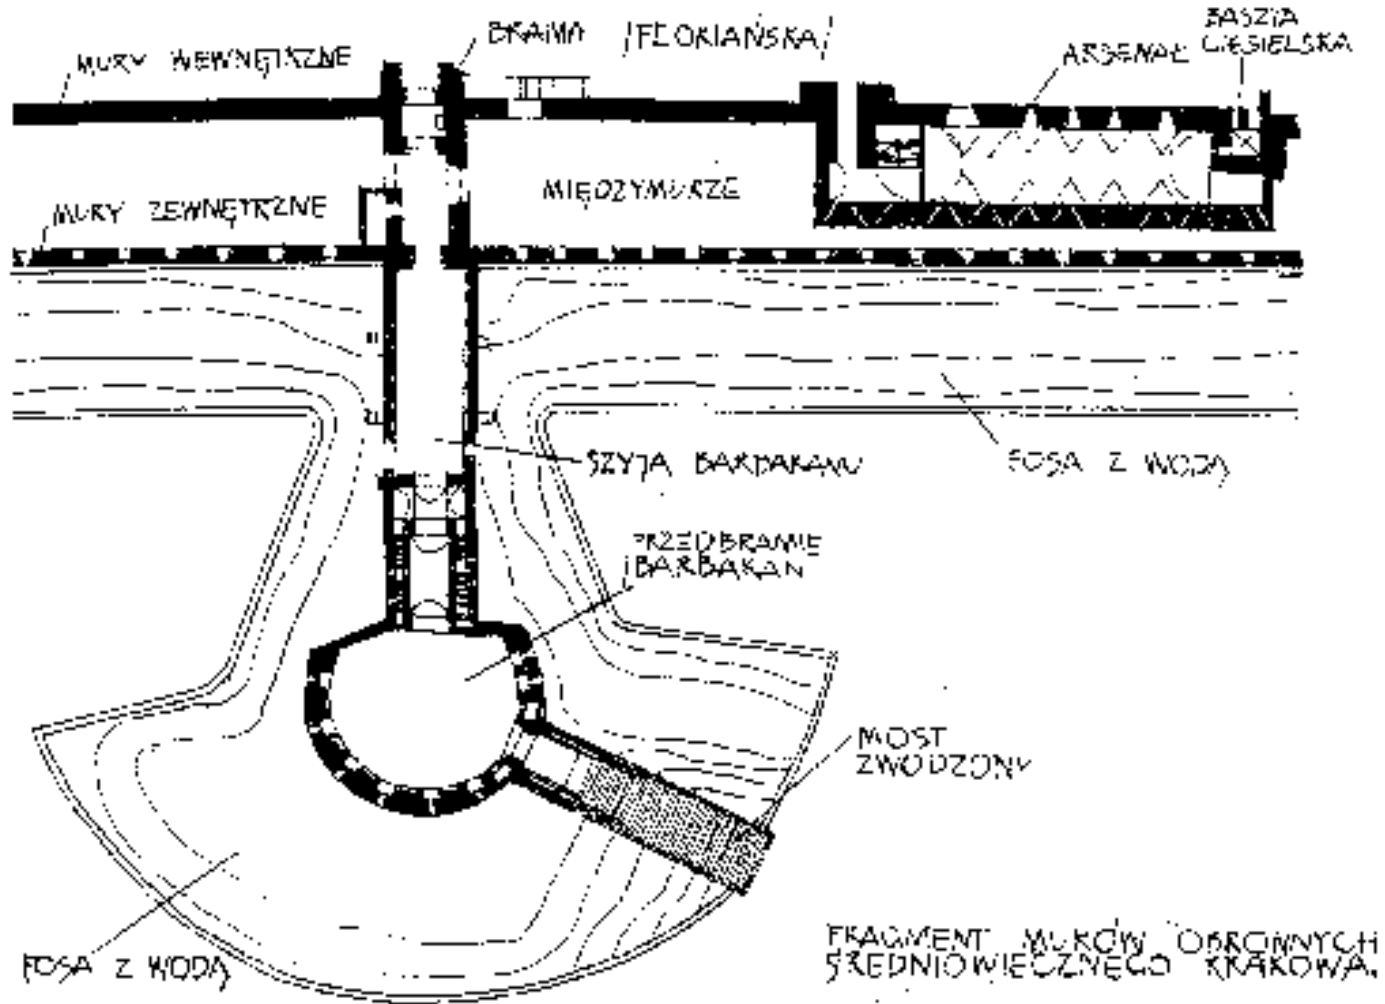 BRAMA /FLORIAŃSKA/
BASZTA
CIESIELSKA
MURY WEWNĘTRZNE
ARSENAŁ
MIĘDZYMURZE
MURY ZEWNĘTRZNE
SZYJA BARBAKANU
FOSA Z WODĄ
PRZEDBRAMIE
BARBAKAN
MOST
ZWODZONY
FOSA Z WODĄ
FRAGMENT MURÓW OBRONNYCH
ŚREDNIOWIECZNEGO KRAKOWA.